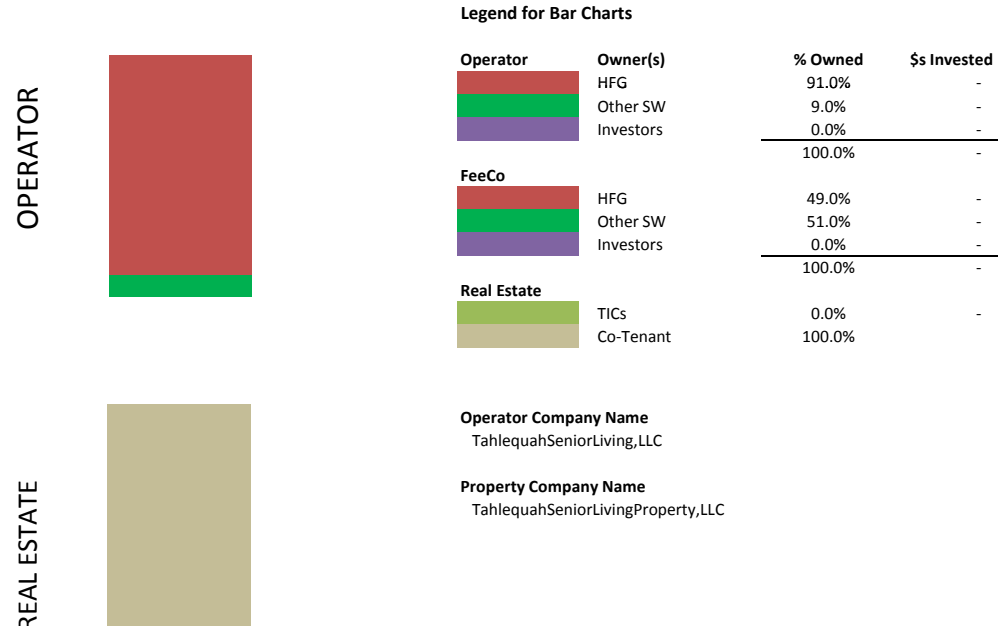 Legend for Bar Charts
Operator Owner(s) % Owned $s Invested
HFG 91.0% -
Other SW 9.0% -
Investors 0.0% -
100.0% -
FeeCo
HFG 49.0% -
Other SW 51.0% -
Investors 0.0% -
100.0% -
Real Estate
TICs 0.0% -
Co-Tenant 100.0%
OPERATOR
Operator Company Name
TahlequahSeniorLiving,LLC
Property Company Name
TahlequahSeniorLivingProperty,LLC
REAL ESTATE